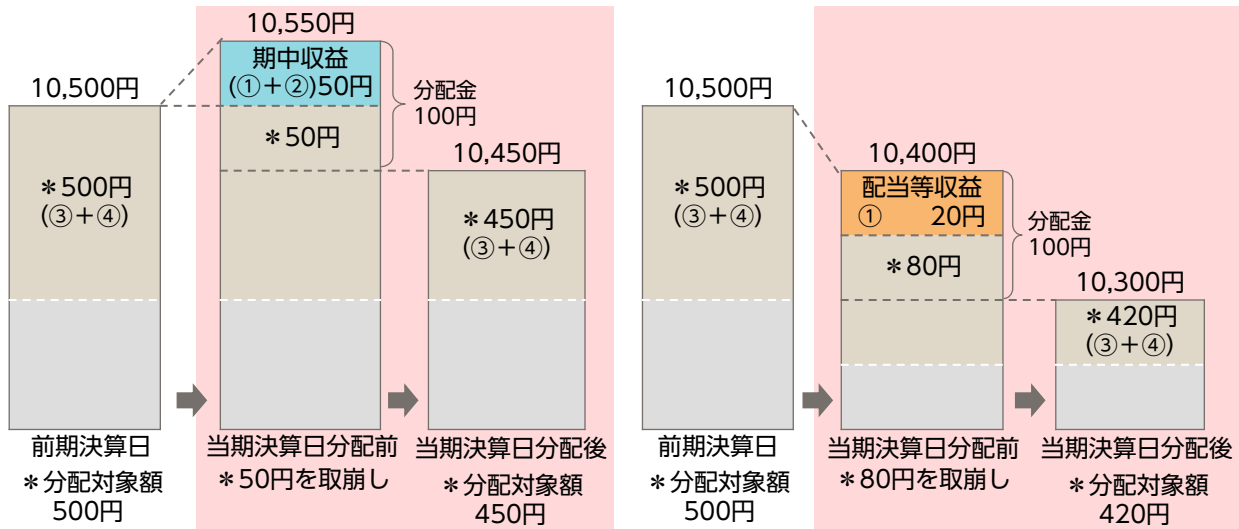 10,500円
＊500円
(③＋④)
前期決算日
＊分配対象額
500円
10,550円
期中収益
(①＋②)50円
＊50円
分配金
100円
当期決算日分配前
＊50円を取崩し
10,450円
＊450円
(③＋④)
当期決算日分配後
＊分配対象額
450円
10,500円
＊500円
(③＋④)
前期決算日
＊分配対象額
500円
10,400円
配当等収益
① 20円
＊80円
分配金
100円
当期決算日分配前
＊80円を取崩し
10,300円
＊420円
(③＋④)
当期決算日分配後
＊分配対象額
420円